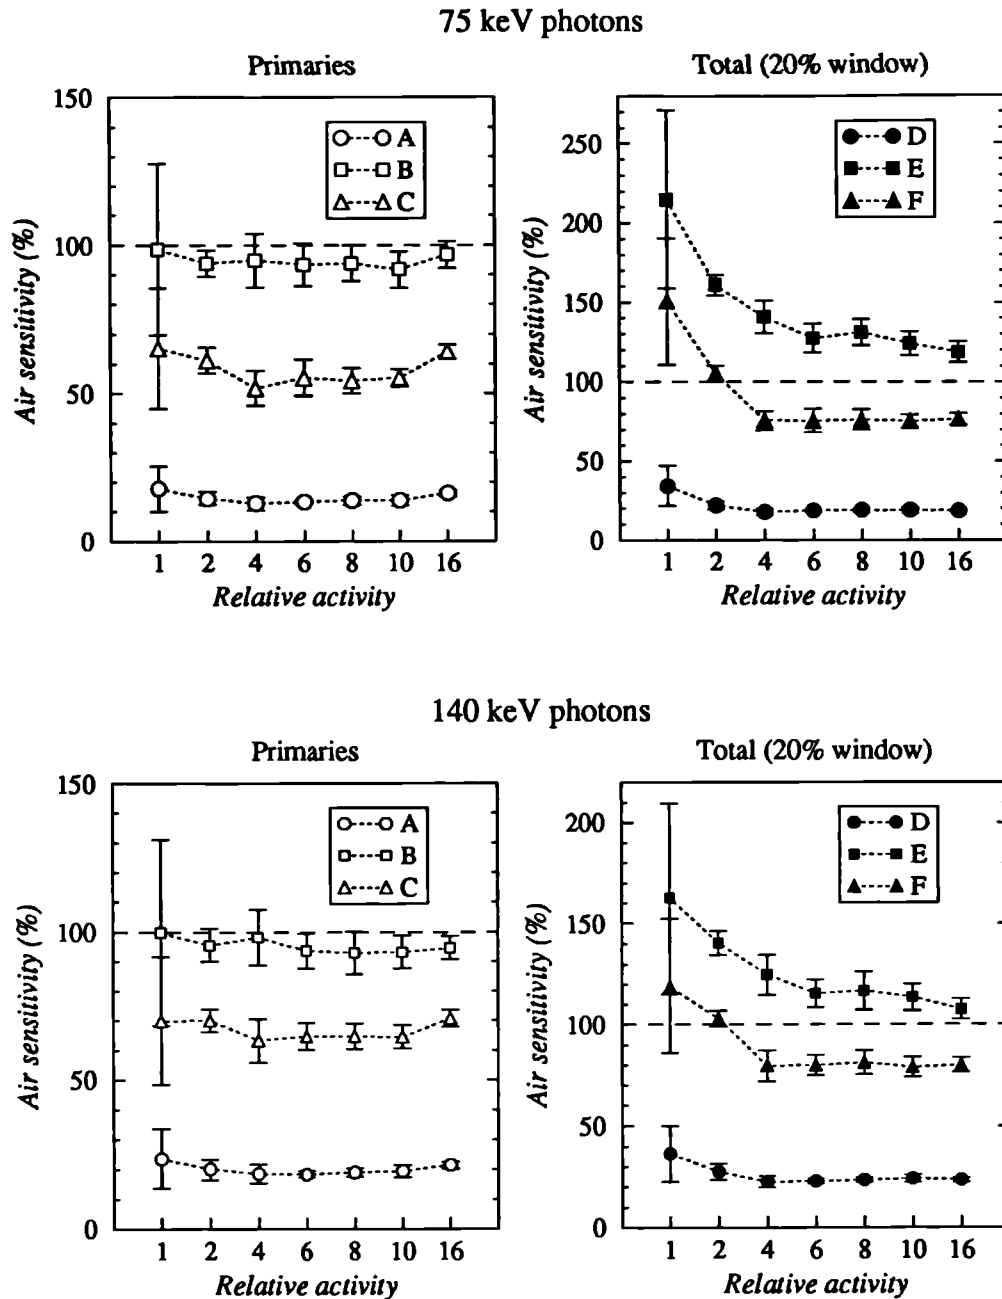 75 keV photons
Primaries
150
100
50
0
Air sensitivity (%)
A
B
C
1 2 4 6 8 10 16
Relative activity
Total (20% window)
250
200
150
100
50
0
Air sensitivity (%)
D
E
F
1 2 4 6 8 10 16
Relative activity
140 keV photons
Primaries
150
100
50
0
Air sensitivity (%)
A
B
C
1 2 4 6 8 10 16
Relative activity
Total (20% window)
200
150
100
50
0
Air sensitivity (%)
D
E
F
1 2 4 6 8 10 16
Relative activity